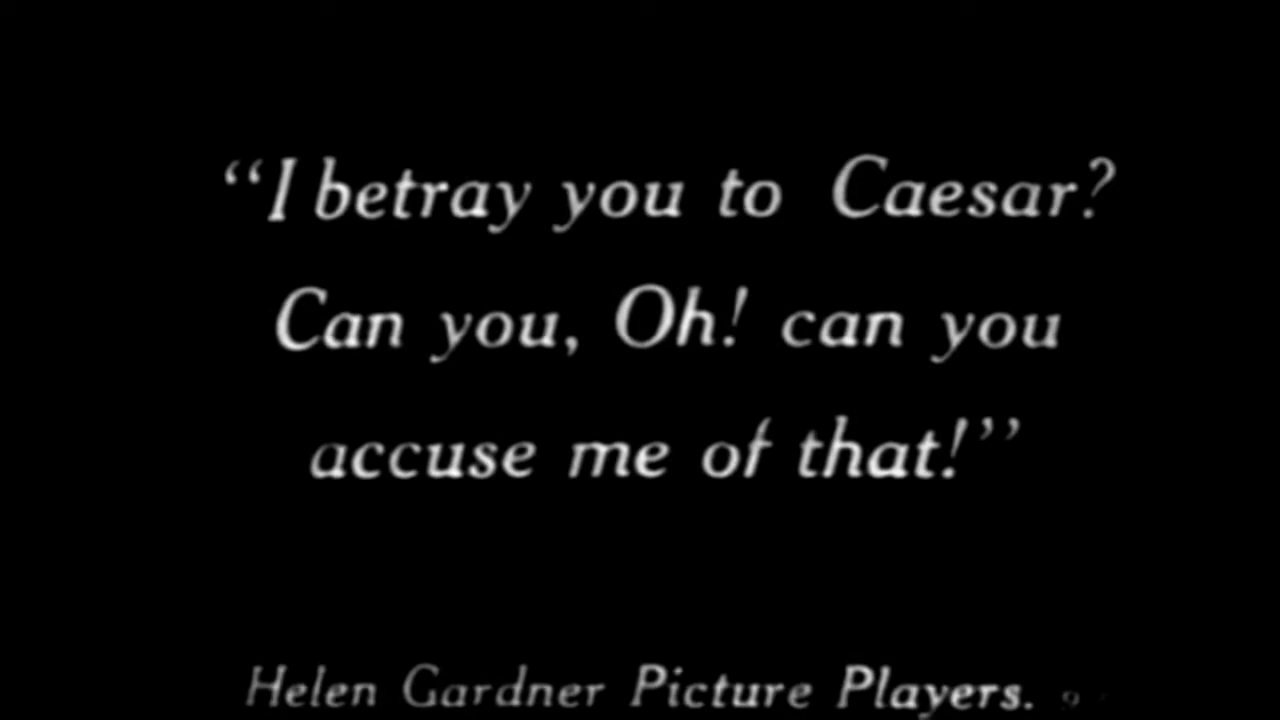 “I betray you to Caesar?
Can you, Oh! can you
accuse me of that!”
Helen Gardner Picture Players.